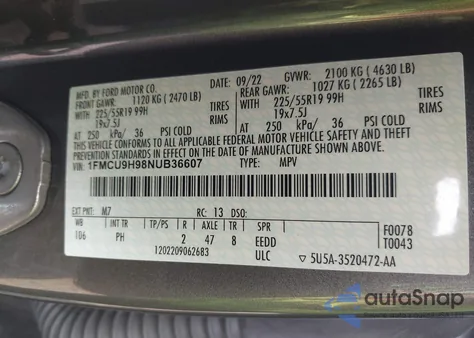 MFD. BY FORD MOTOR CO.
DATE: 09/22 GVWR: 2100 KG ( 4630 LB)
FRONT GAWR: 1120 KG ( 2470 LB) REAR GAWR: 1027 KG ( 2265 LB)
WITH 225/55R19 99H TIRES WITH 225/55R19 99H TIRES
19x7.5J RIMS 19x7.5J RIMS
AT 250 kPa/ 36 PSI COLD AT 250 kPa/ 36 PSI COLD
THIS VEHICLE CONFORMS TO ALL APPLICABLE FEDERAL MOTOR VEHICLE SAFETY, BUMPER, AND THEFT PREVENTION STANDARDS IN EFFECT ON THE DATE OF MANUFACTURE SHOWN ABOVE.
VIN: 1FMCU9H98NUB36607 TYPE: MPV
EXT PNT: M7 RC: 13 DSO: F0078
WB INT TR TP/PS R AXLE TR SPR T0043
106 PH 2 47 8 EEDD
1202209062683 ULC ▽ 5U5A-3520472-AA
autoSnap